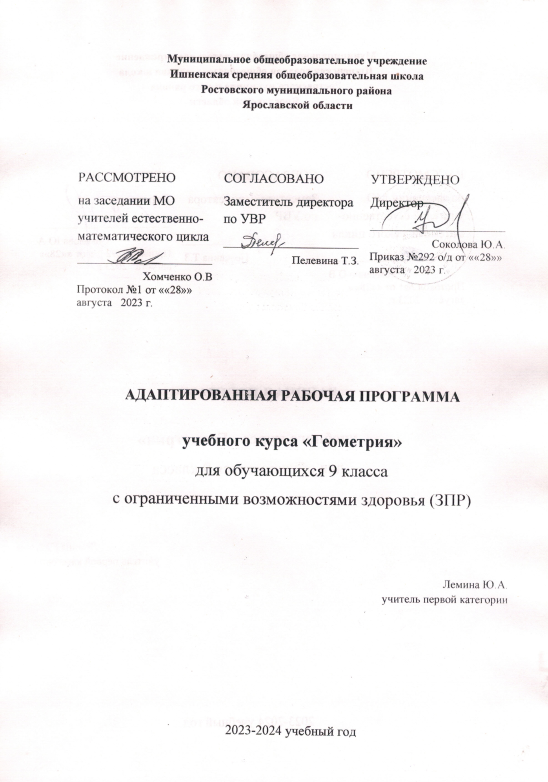 Муниципальное общеобразовательное учреждение
Ишненская средняя общеобразовательная школа
Ростовского муниципального района
Ярославской области
РАССМОТРЕНО
на заседании МО
учителей естественно-
математического цикла
Хомченко О.В
Протокол №1 от ««28»»
августа 2023 г.
СОГЛАСОВАНО
Заместитель директора
по УВР
Пелевина Т.З.
УТВЕРЖДЕНО
Директор
Соколова Ю.А.
Приказ №292 о/д от ««28»»
августа 2023 г.
АДАПТИРОВАННАЯ РАБОЧАЯ ПРОГРАММА
учебного курса «Геометрия»
для обучающихся 9 класса
с ограниченными возможностями здоровья (ЗПР)
Лемина Ю.А.
учитель первой категории
2023-2024 учебный год